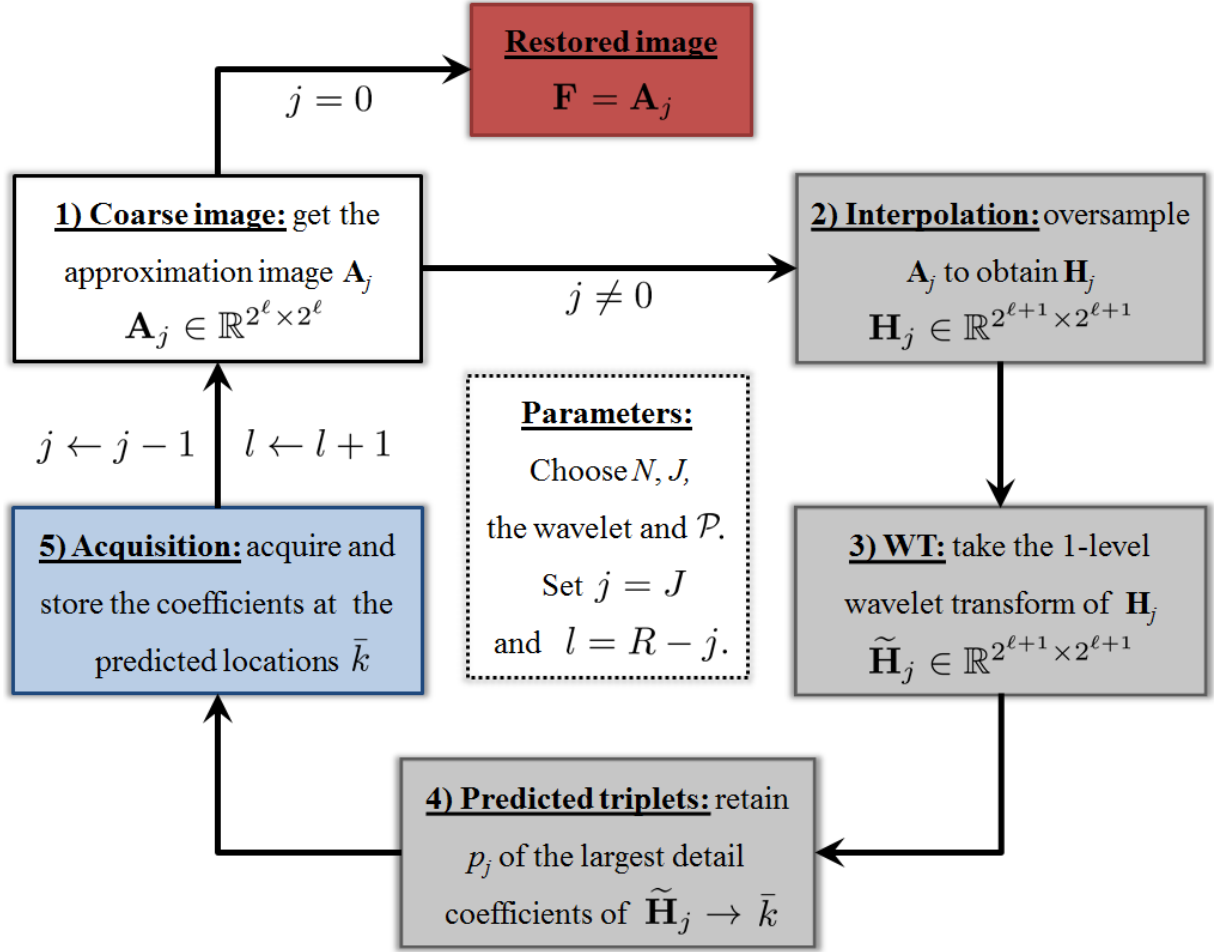 Restored image
F = A_j
j = 0
1) Coarse image: get the
approximation image A_j
A_j ∈ ℝ^{2^ℓ × 2^ℓ}
j ≠ 0
2) Interpolation: oversample
A_j to obtain H_j
H_j ∈ ℝ^{2^{ℓ+1} × 2^{ℓ+1}}
j ← j − 1 l ← l + 1
Parameters:
Choose N, J,
the wavelet and 𝒫.
Set j = J
and l = R − j.
3) WT: take the 1-level
wavelet transform of H_j
H̃_j ∈ ℝ^{2^{ℓ+1} × 2^{ℓ+1}}
4) Predicted triplets: retain
p_j of the largest detail
coefficients of H̃_j → k̄
5) Acquisition: acquire and
store the coefficients at the
predicted locations k̄